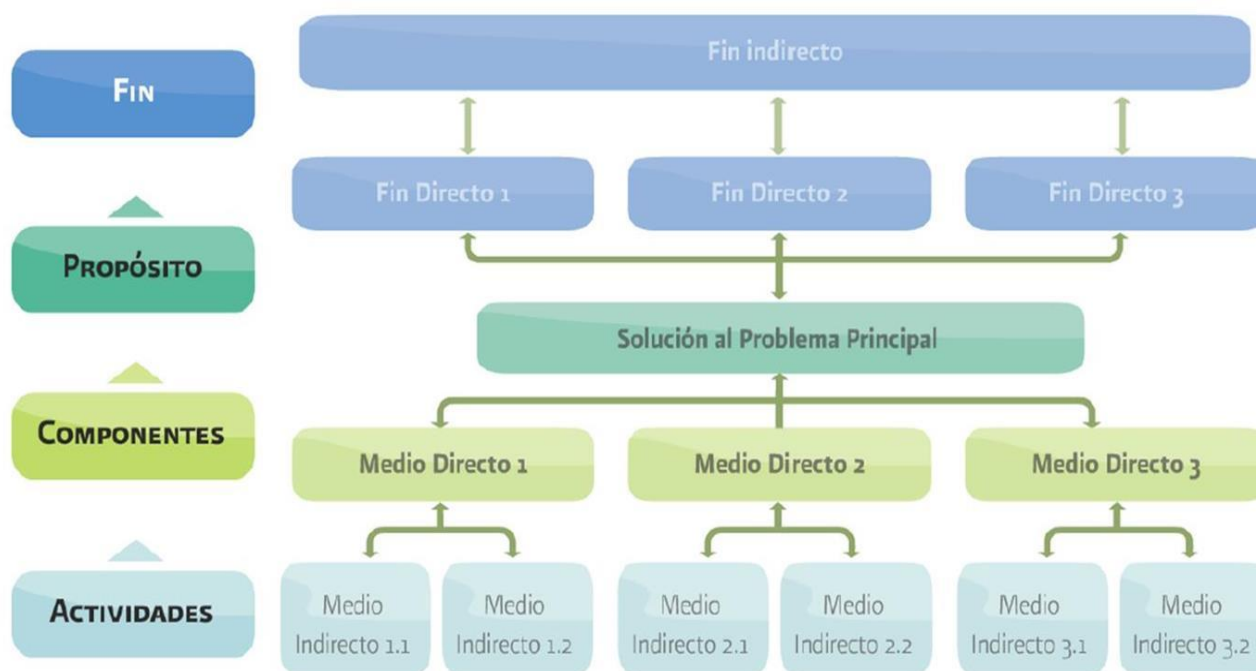 Fin indirecto
FIN
Fin Directo 1
Fin Directo 2
Fin Directo 3
PROPÓSITO
Solución al Problema Principal
COMPONENTES
Medio Directo 1
Medio Directo 2
Medio Directo 3
ACTIVIDADES
Medio
Indirecto 1.1
Medio
Indirecto 1.2
Medio
Indirecto 2.1
Medio
Indirecto 2.2
Medio
Indirecto 3.1
Medio
Indirecto 3.2